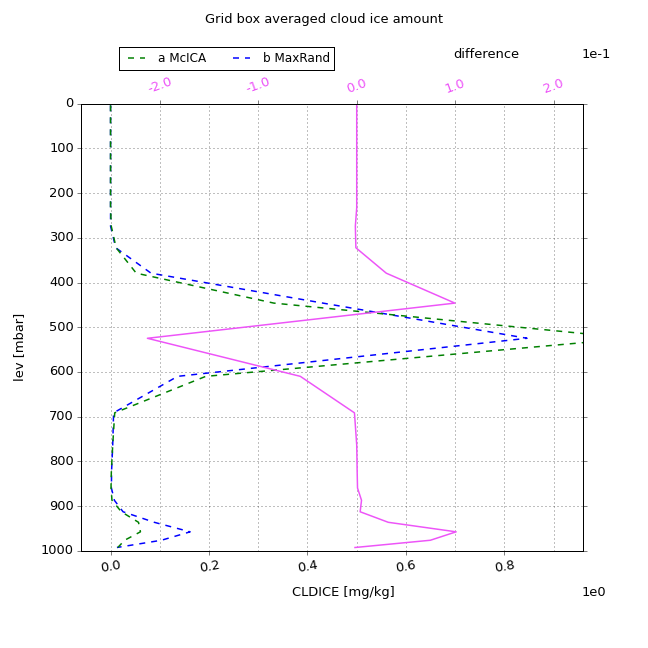 Grid box averaged cloud ice amount
a McICA b MaxRand difference 1e-1
-2.0 -1.0 0.0 1.0 2.0
0
100
200
300
400
500
600
700
800
900
1000
lev [mbar]
0.0 0.2 0.4 0.6 0.8
CLDICE [mg/kg] 1e0